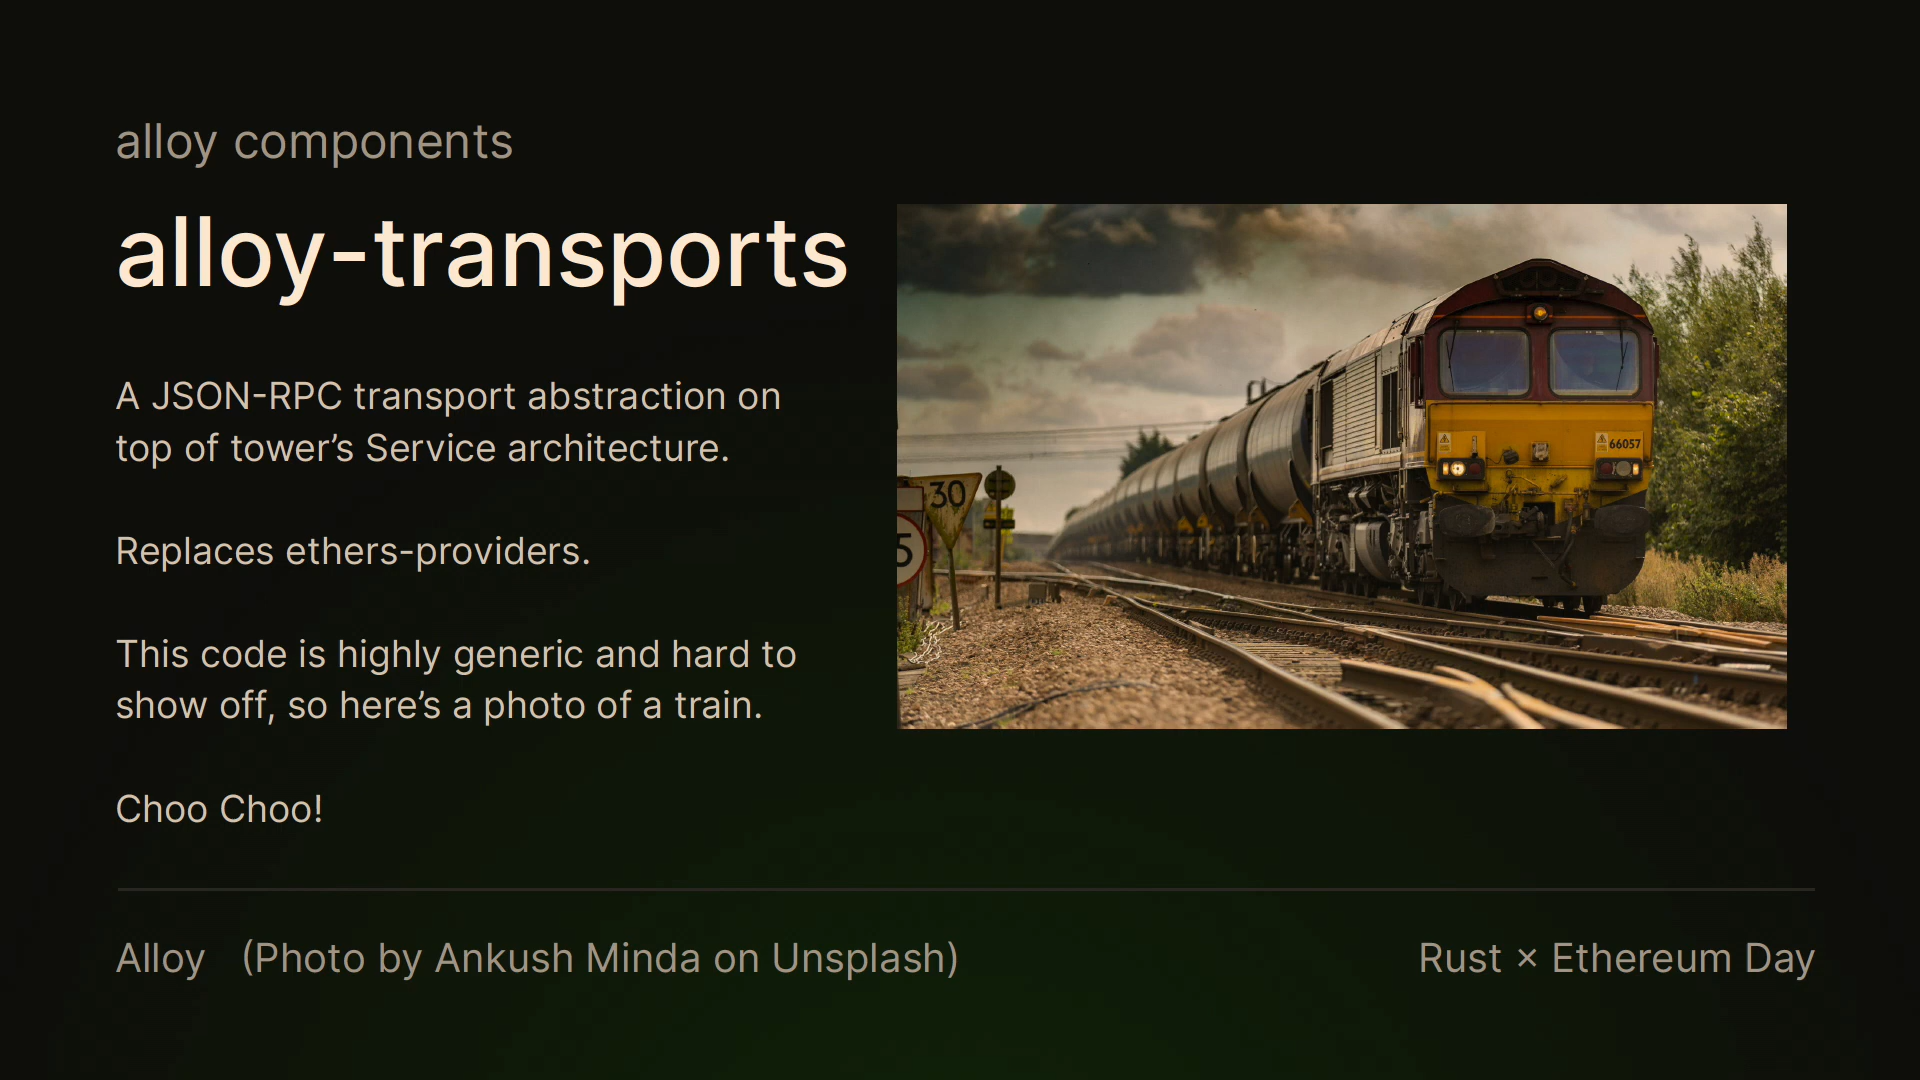 alloy components
alloy-transports
A JSON-RPC transport abstraction on
top of tower’s Service architecture.
Replaces ethers-providers.
This code is highly generic and hard to
show off, so here’s a photo of a train.
Choo Choo!
30
5
66057
Alloy (Photo by Ankush Minda on Unsplash)
Rust × Ethereum Day